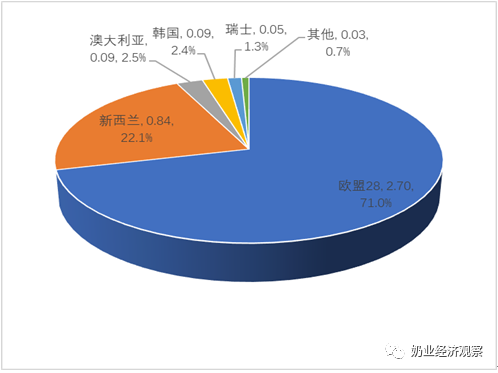 澳大利亚,
0.09, 2.5%
韩国, 0.09,
2.4%
瑞士, 0.05,
1.3%
其他, 0.03,
0.7%
新西兰, 0.84,
22.1%
欧盟28, 2.70,
71.0%
奶业经济观察